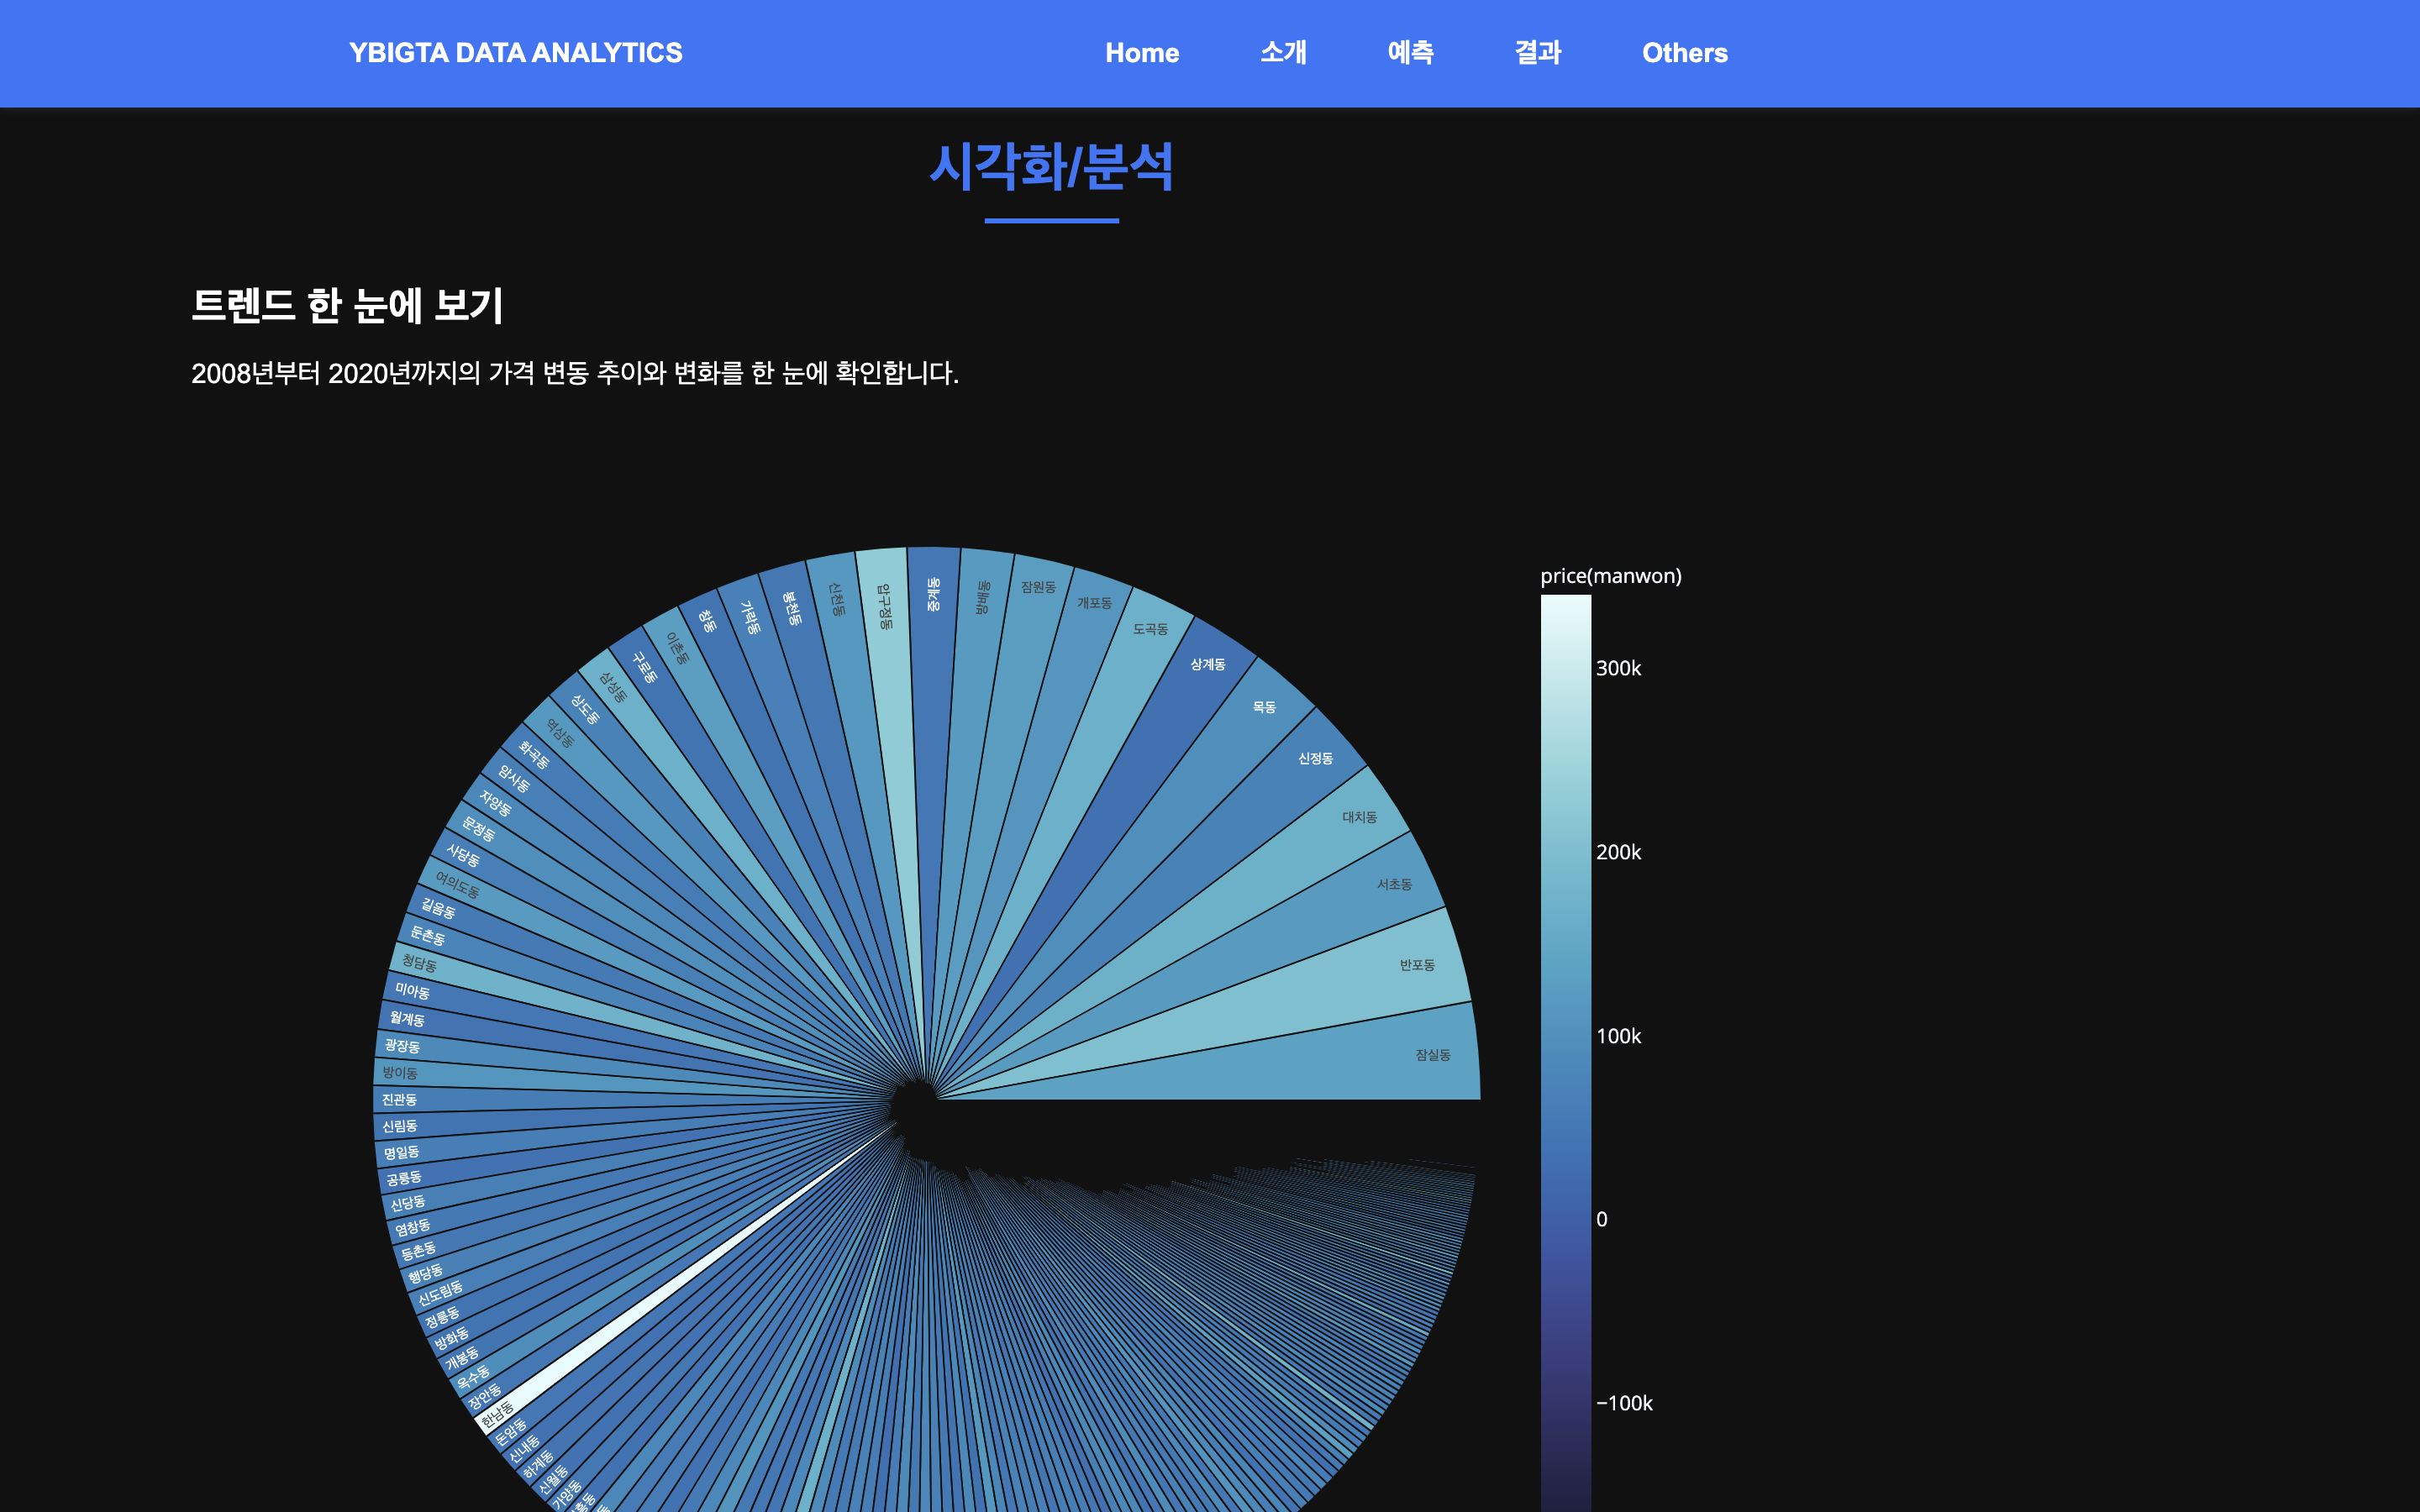 YBIGTA DATA ANALYTICS
Home
소개
예측
결과
Others
시각화/분석
트렌드 한 눈에 보기
2008년부터 2020년까지의 가격 변동 추이와 변화를 한 눈에 확인합니다.
price(manwon)
300k
200k
100k
0
−100k
잠실동
반포동
서초동
대치동
신정동
목동
상계동
도곡동
개포동
잠원동
방배동
중계동
압구정동
신천동
봉천동
가락동
창동
이촌동
구로동
삼성동
상도동
역삼동
화곡동
암사동
자양동
문정동
사당동
여의도동
길음동
둔촌동
청담동
미아동
월계동
광장동
방이동
진관동
신림동
명일동
공릉동
신당동
염창동
등촌동
행당동
신도림동
정릉동
방화동
개봉동
옥수동
장안동
한남동
돈암동
신내동
하계동
신월동
가양동